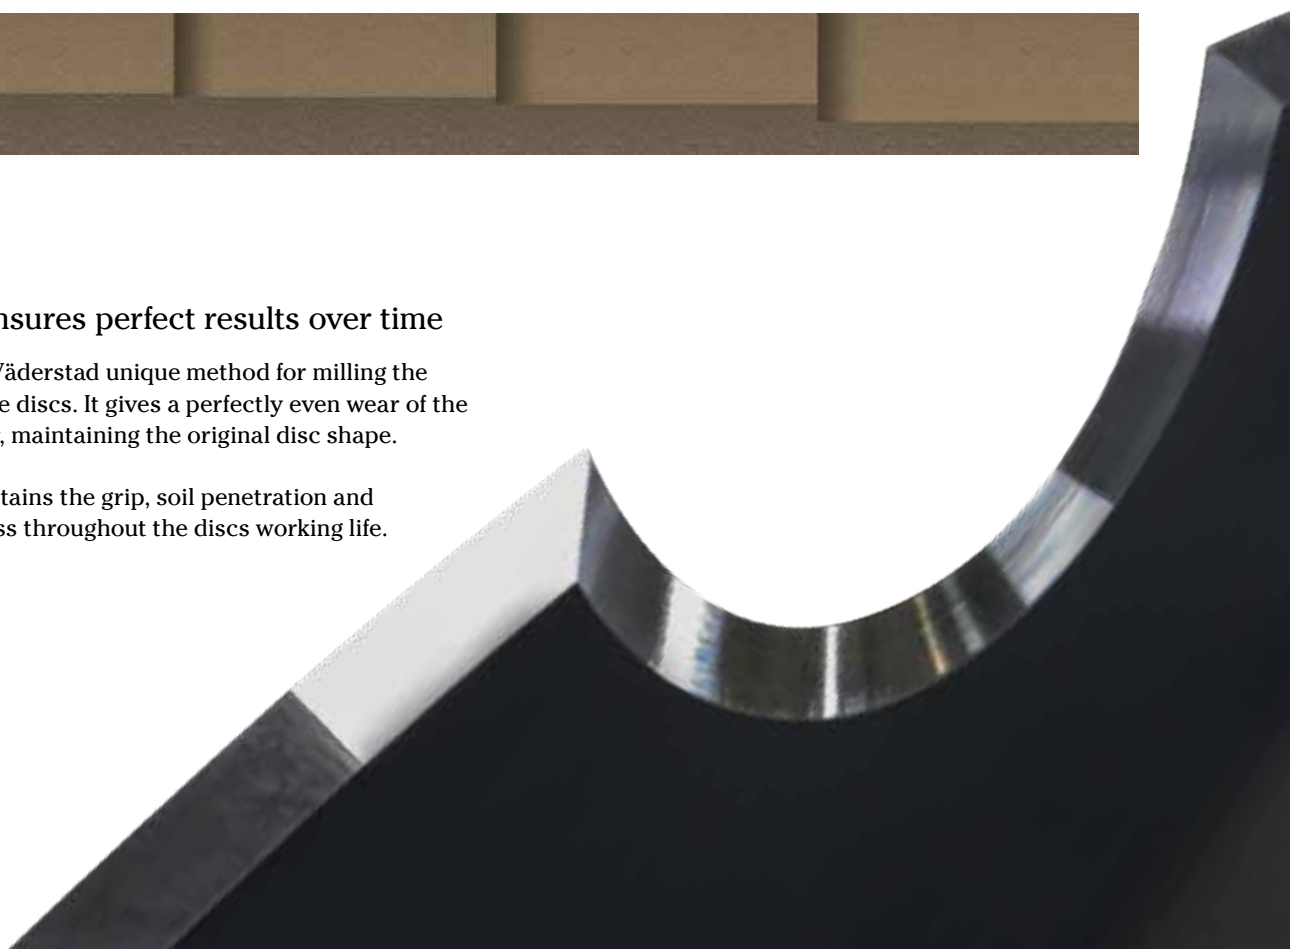 nsures perfect results over time
Väderstad unique method for milling the
e discs. It gives a perfectly even wear of the
, maintaining the original disc shape.
tains the grip, soil penetration and
ss throughout the discs working life.